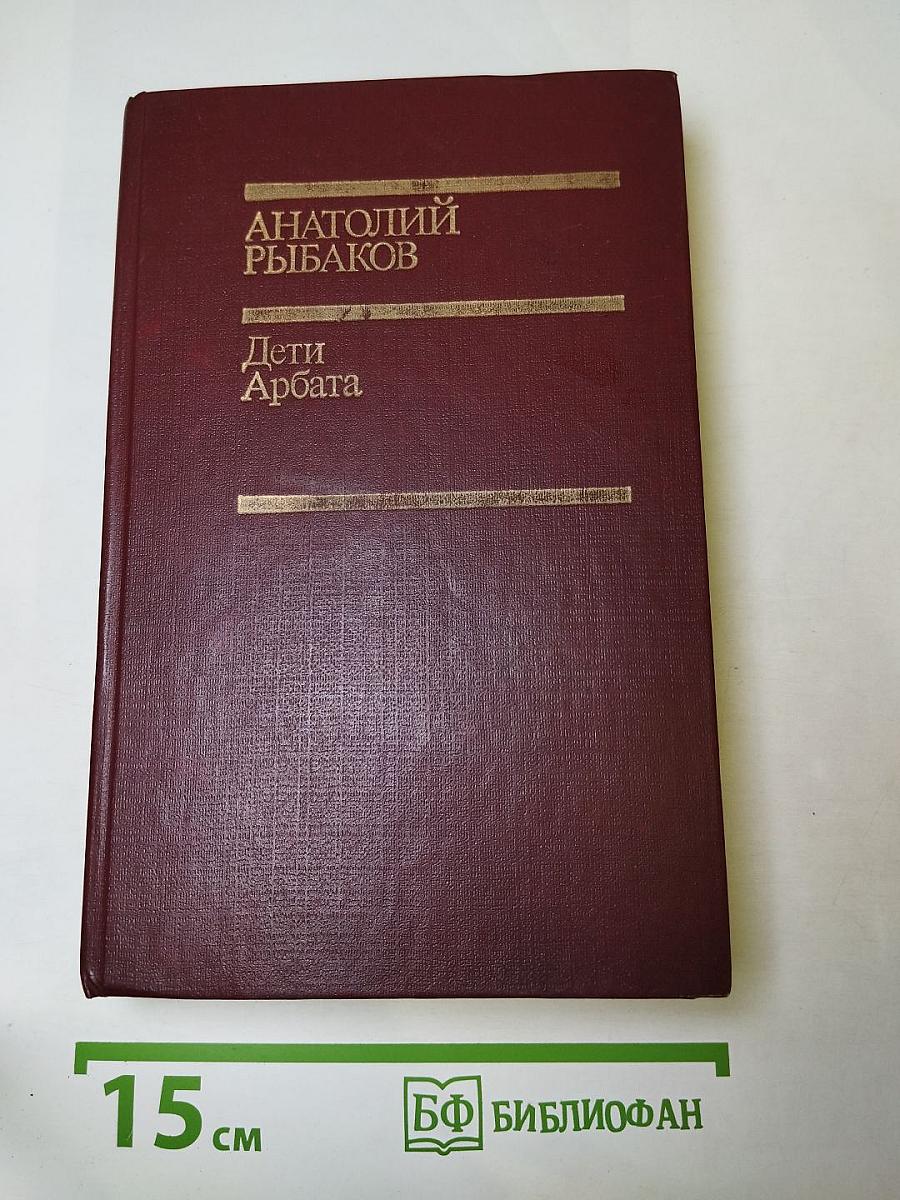 АНАТОЛИЙ
РЫБАКОВ
Дети
Арбата
15 см
БФ БИБЛИОФАН